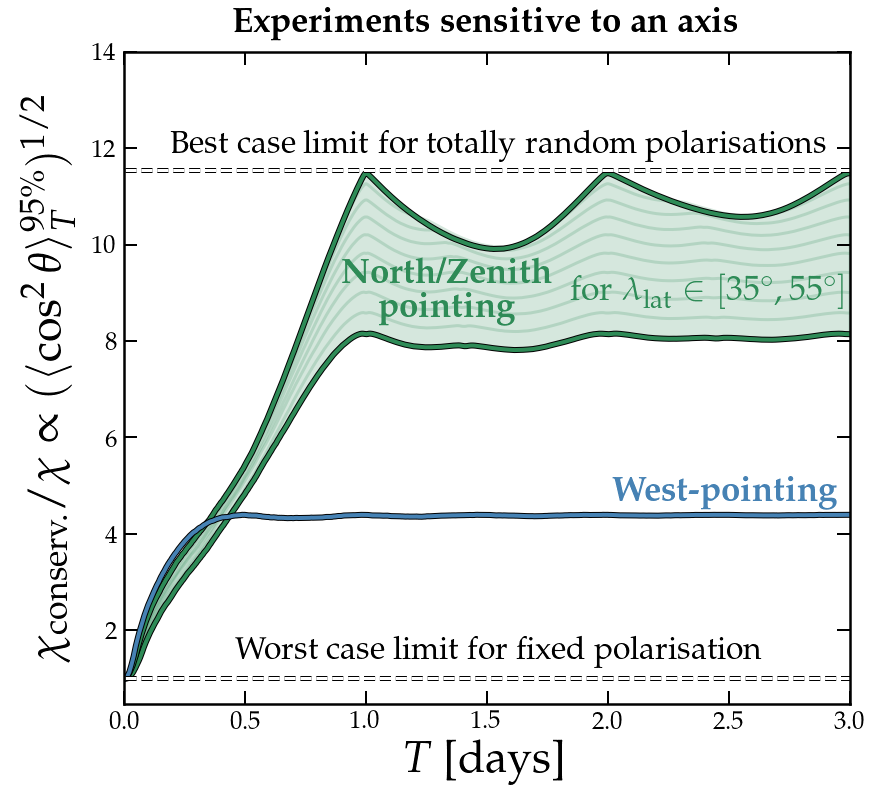 Experiments sensitive to an axis
χconserv./χ ∝ (⟨cos² θ⟩_T^95%)^1/2
14
12
10
8
6
4
2
Best case limit for totally random polarisations
North/Zenith
pointing
for λlat ∈ [35°, 55°]
West-pointing
Worst case limit for fixed polarisation
0.0 0.5 1.0 1.5 2.0 2.5 3.0
T [days]